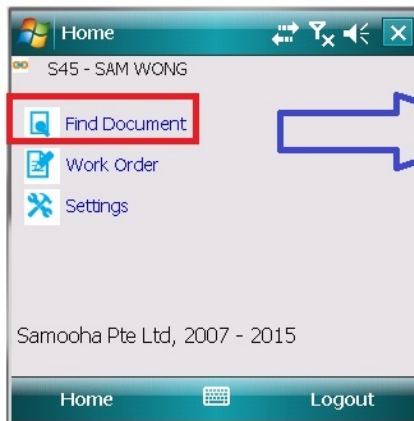 Home
S45 - SAM WONG
Find Document
Work Order
Settings
Samooha Pte Ltd, 2007 - 2015
Home Logout